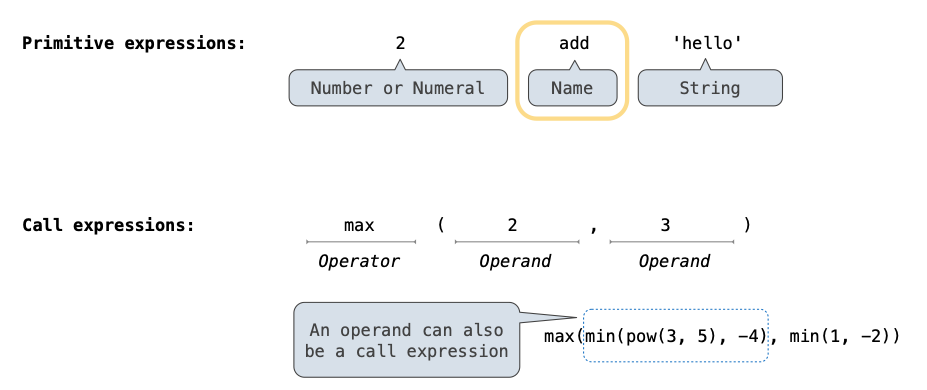 Primitive expressions: 2 add 'hello'
Number or Numeral Name String
Call expressions: max ( 2 , 3 )
Operator Operand Operand
An operand can also
be a call expression
max(min(pow(3, 5), −4), min(1, −2))